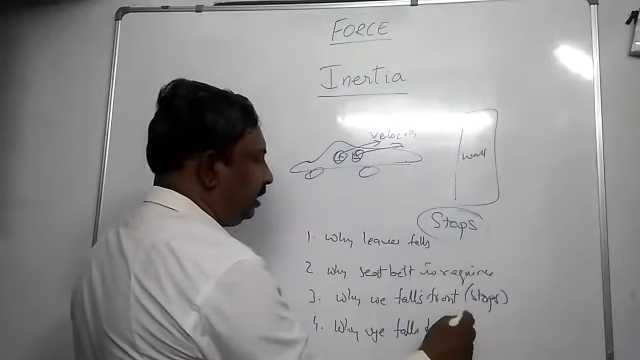 FORCE
Inertia
velocity
wall
Stops
1. Why leaves falls
2. Why seat belt is require
3. Why we falls front (Stops)
4. Why we falls